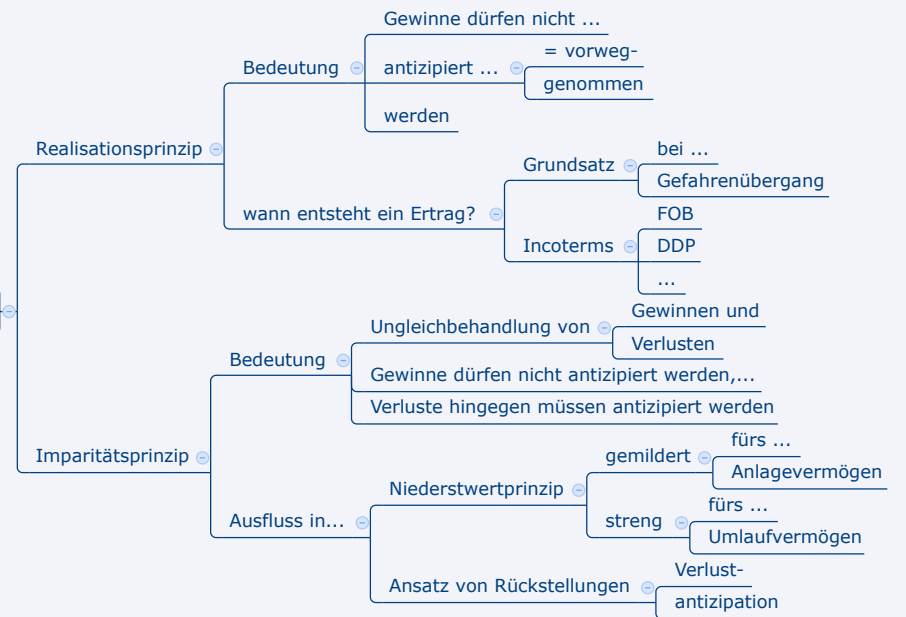 Realisationsprinzip
Bedeutung
Gewinne dürfen nicht ...
antizipiert ...
= vorweg-
genommen
werden
wann entsteht ein Ertrag?
Grundsatz
bei ...
Gefahrenübergang
Incoterms
FOB
DDP
...
Imparitätsprinzip
Bedeutung
Ungleichbehandlung von
Gewinnen und
Verlusten
Gewinne dürfen nicht antizipiert werden,...
Verluste hingegen müssen antizipiert werden
Ausfluss in...
Niederstwertprinzip
gemildert
fürs ...
Anlagevermögen
streng
fürs ...
Umlaufvermögen
Ansatz von Rückstellungen
Verlust-
antizipation